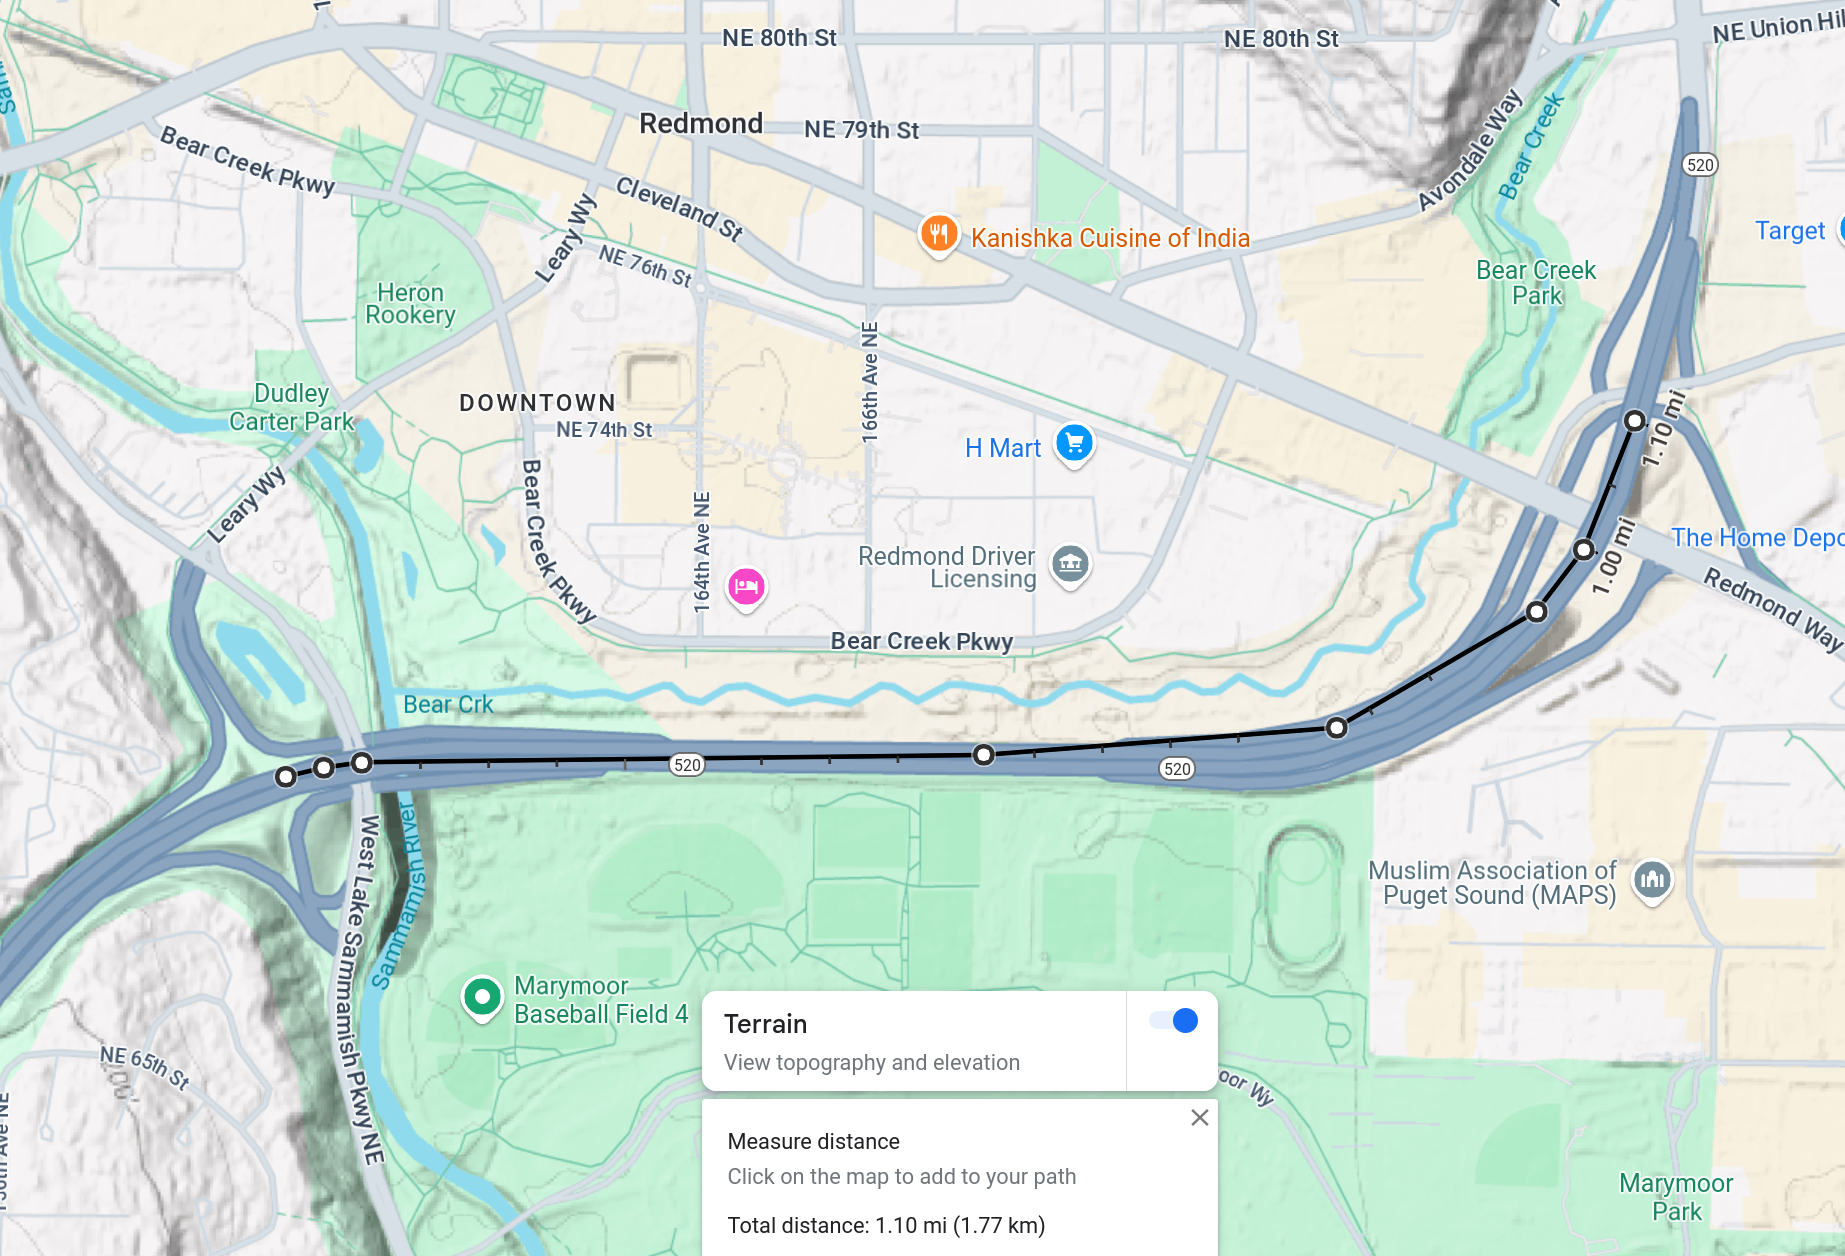 NE 80th St
NE 80th St
NE Union Hil
Redmond
NE 79th St
Bear Creek Pkwy
Cleveland St
Avondale Way
Bear Creek
520
Leary Wy
NE 76th St
Kanishka Cuisine of India
Target
Bear Creek
Park
Heron
Rookery
166th Ave NE
Dudley
Carter Park
DOWNTOWN
NE 74th St
H Mart
1.10 mi
Leary Wy
Bear Creek Pkwy
164th Ave NE
Redmond Driver
Licensing
1.00 mi
The Home Depo
Redmond Way
Bear Creek Pkwy
Bear Crk
520
520
West Lake Sammamish Pkwy NE
Sammamish River
Muslim Association of
Puget Sound (MAPS)
Marymoor
Baseball Field 4
Terrain
View topography and elevation
NE 65th St
oor Wy
Measure distance
Click on the map to add to your path
Total distance: 1.10 mi (1.77 km)
Marymoor
Park